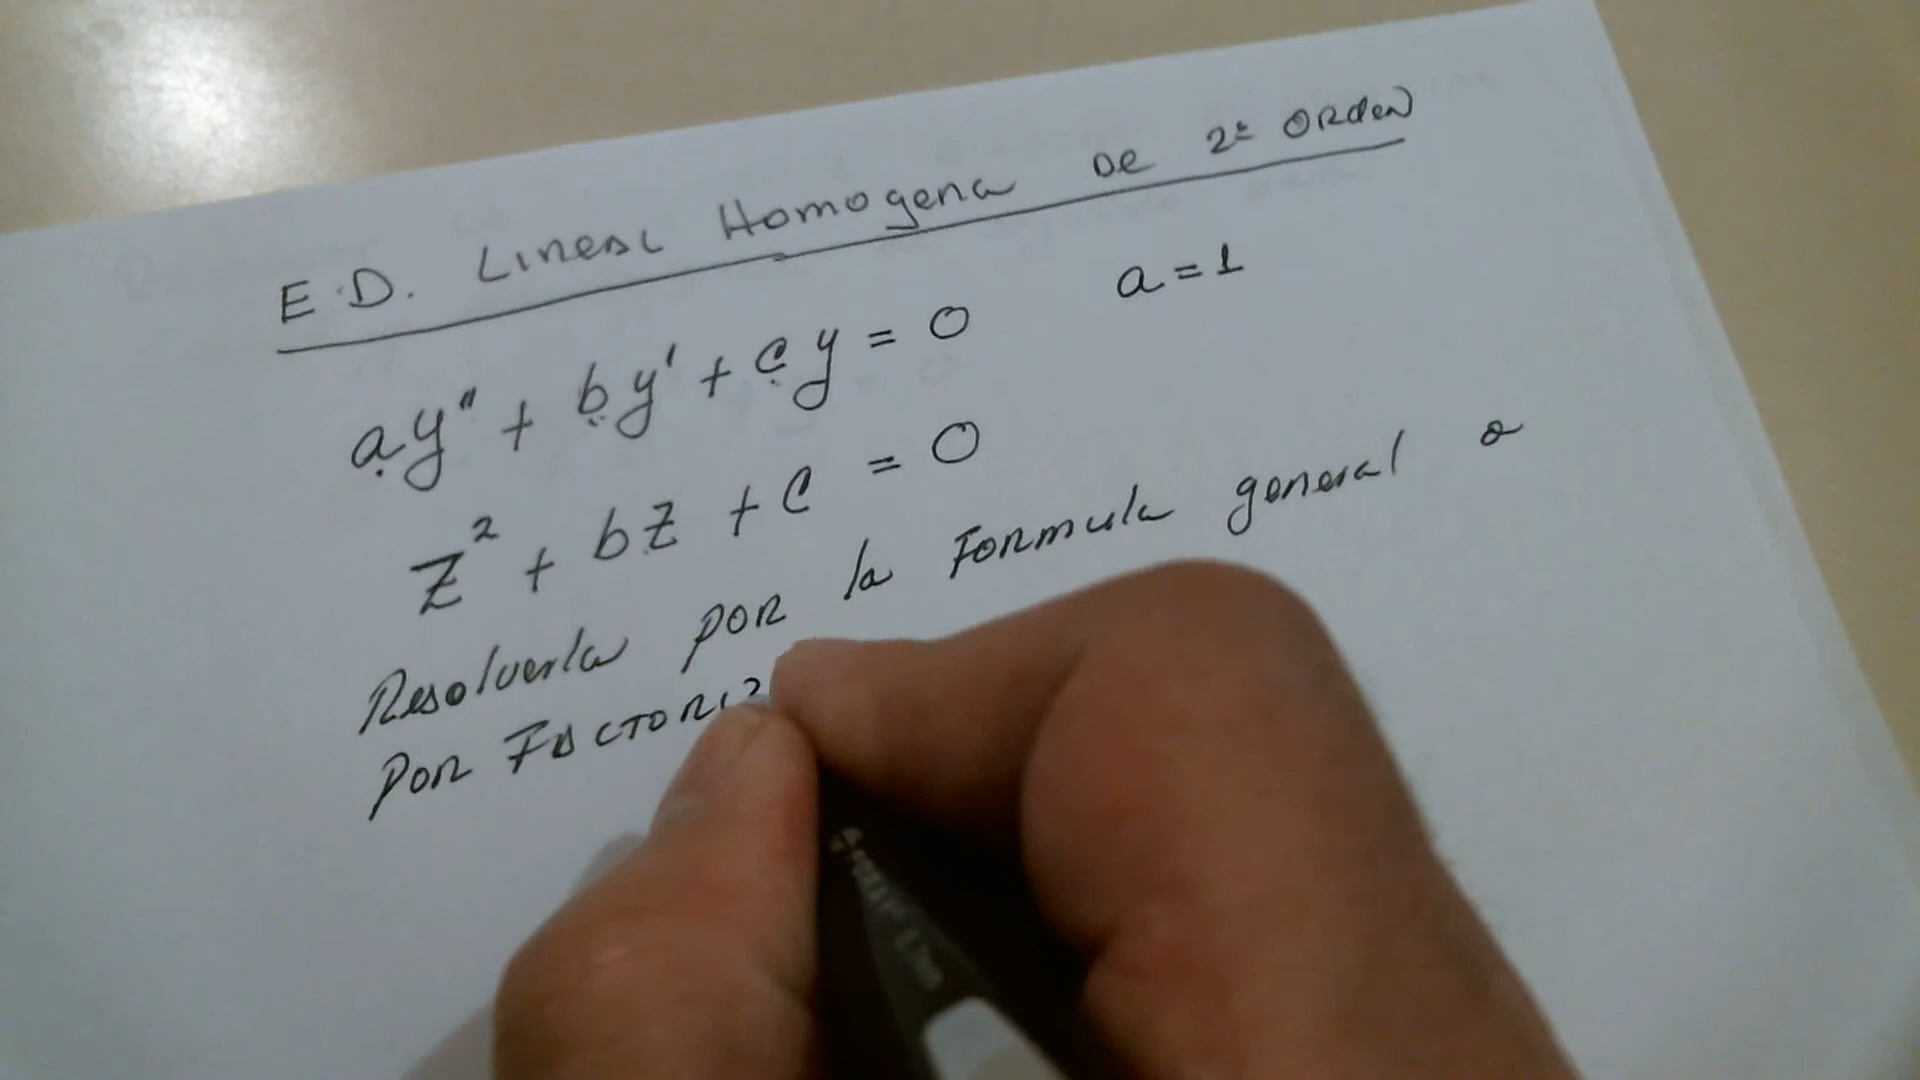 E.D. Lineal Homogena De 2º Orden
ay" + by' + cy = 0 a = 1
z² + bz + c = 0
Resolverla por la Formula general o
por Factoriz